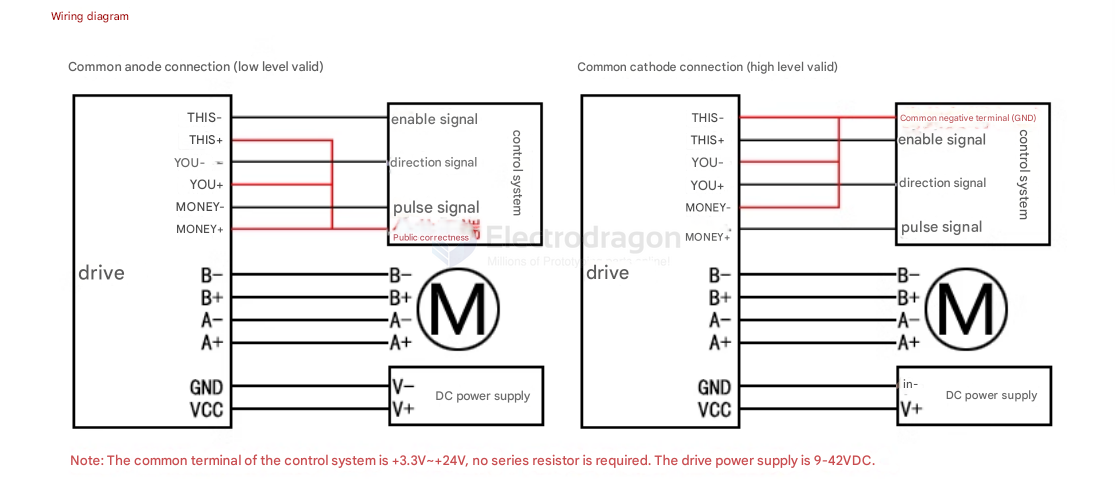 Wiring diagram
Common anode connection (low level valid)
THIS-
THIS+
YOU-
YOU+
MONEY-
MONEY+
drive
B-
B+
A-
A+
GND
VCC
enable signal
direction signal
pulse signal
Public correctness
control system
B-
B+
A-
A+
M
V-
V+
DC power supply
Common cathode connection (high level valid)
THIS-
THIS+
YOU-
YOU+
MONEY-
MONEY+
drive
B-
B+
A-
A+
GND
VCC
Common negative terminal (GND)
enable signal
direction signal
pulse signal
control system
B-
B+
A-
A+
M
in-
V+
DC power supply
Electrodragon
Note: The common terminal of the control system is +3.3V~+24V, no series resistor is required. The drive power supply is 9-42VDC.